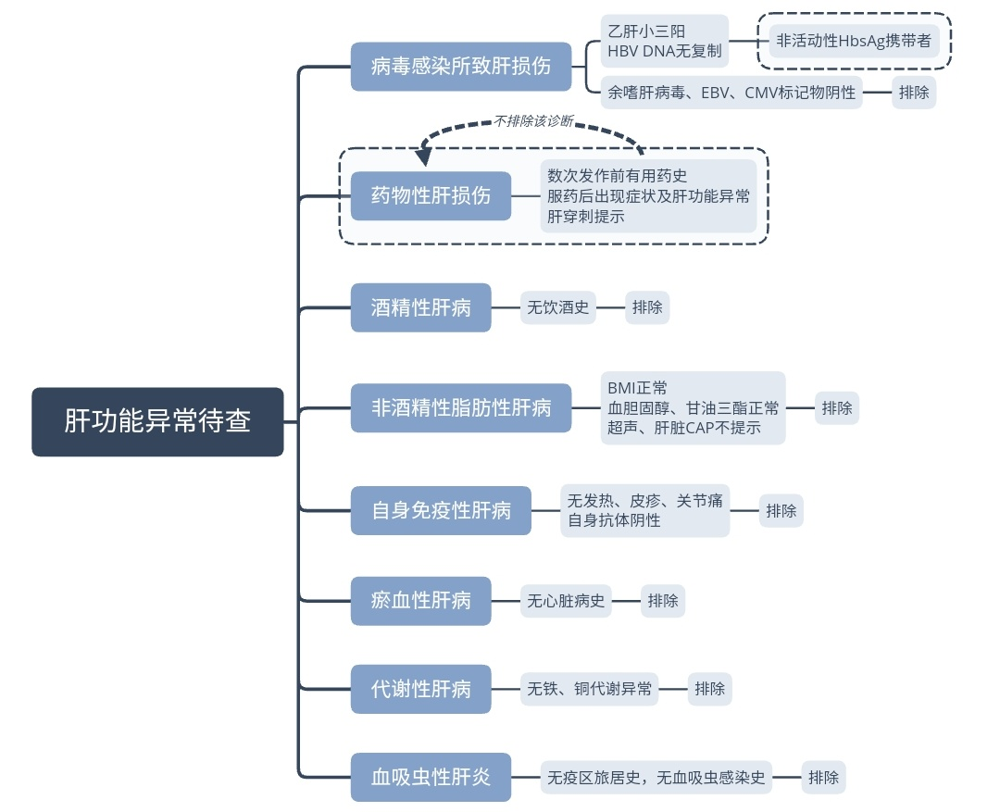 肝功能异常待查
病毒感染所致肝损伤
乙肝小三阳
HBV DNA无复制
非活动性HbsAg携带者
余嗜肝病毒、EBV、CMV标记物阴性
排除
不排除该诊断
药物性肝损伤
数次发作前有用药史
服药后出现症状及肝功能异常
肝穿刺提示
酒精性肝病
无饮酒史
排除
非酒精性脂肪性肝病
BMI正常
血胆固醇、甘油三酯正常
超声、肝脏CAP不提示
排除
自身免疫性肝病
无发热、皮疹、关节痛
自身抗体阴性
排除
瘀血性肝病
无心脏病史
排除
代谢性肝病
无铁、铜代谢异常
排除
血吸虫性肝炎
无疫区旅居史，无血吸虫感染史
排除